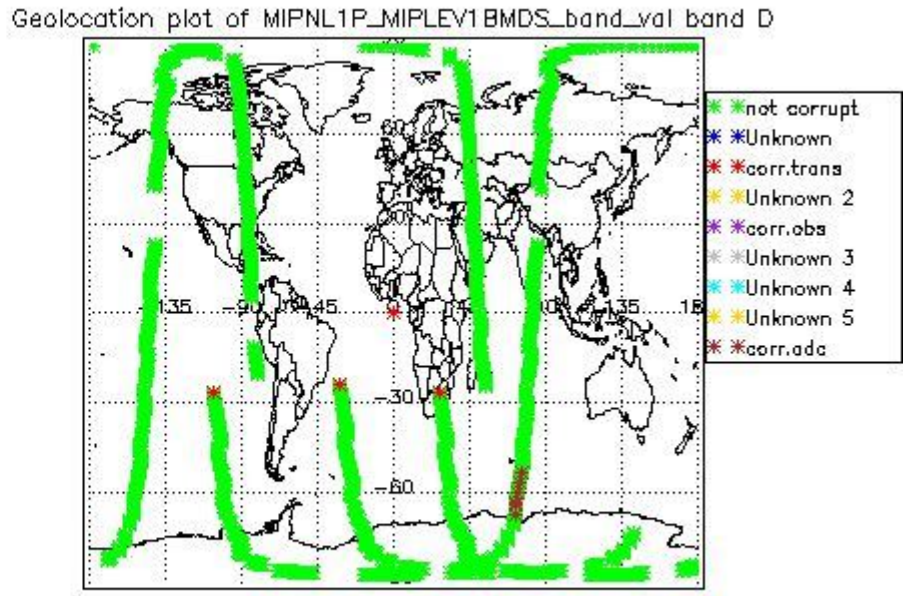 Geolocation plot of MIPNL1P_MIPLEV1BMDS_band_val band D
not corrupt
Unknown
corr.trans
Unknown 2
corr.obs
Unknown 3
Unknown 4
Unknown 5
corr.adc
-135 -90 -45 135
-30
-60